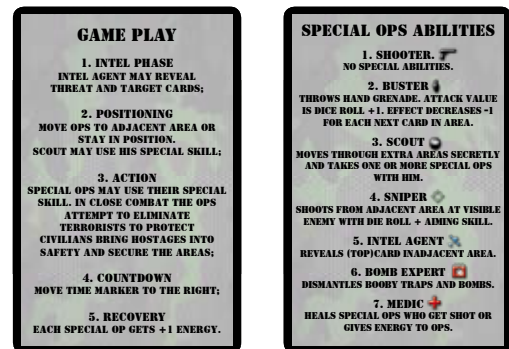 GAME PLAY
1. INTEL PHASE
INTEL AGENT MAY REVEAL
THREAT AND TARGET CARDS;
2. POSITIONING
MOVE OPS TO ADJACENT AREA OR
STAY IN POSITION.
SCOUT MAY USE HIS SPECIAL SKILL;
3. ACTION
SPECIAL OPS MAY USE THEIR SPECIAL
SKILL. IN CLOSE COMBAT THE OPS
ATTEMPT TO ELIMINATE
TERRORISTS TO PROTECT
CIVILIANS BRING HOSTAGES INTO
SAFETY AND SECURE THE AREAS;
4. COUNTDOWN
MOVE TIME MARKER TO THE RIGHT;
5. RECOVERY
EACH SPECIAL OP GETS +1 ENERGY.
SPECIAL OPS ABILITIES
1. SHOOTER.
NO SPECIAL ABILITIES.
2. BUSTER
THROWS HAND GRENADE. ATTACK VALUE
IS DICE ROLL +1. EFFECT DECREASES -1
FOR EACH NEXT CARD IN AREA.
3. SCOUT
MOVES THROUGH EXTRA AREAS SECRETLY
AND TAKES ONE OR MORE SPECIAL OPS
WITH HIM.
4. SNIPER
SHOOTS FROM ADJACENT AREA AT VISIBLE
ENEMY WITH DIE ROLL + AIMING SKILL.
5. INTEL AGENT
REVEALS (TOP)CARD INADJACENT AREA.
6. BOMB EXPERT
DISMANTLES BOOBY TRAPS AND BOMBS.
7. MEDIC
HEALS SPECIAL OPS WHO GET SHOT OR
GIVES ENERGY TO OPS.